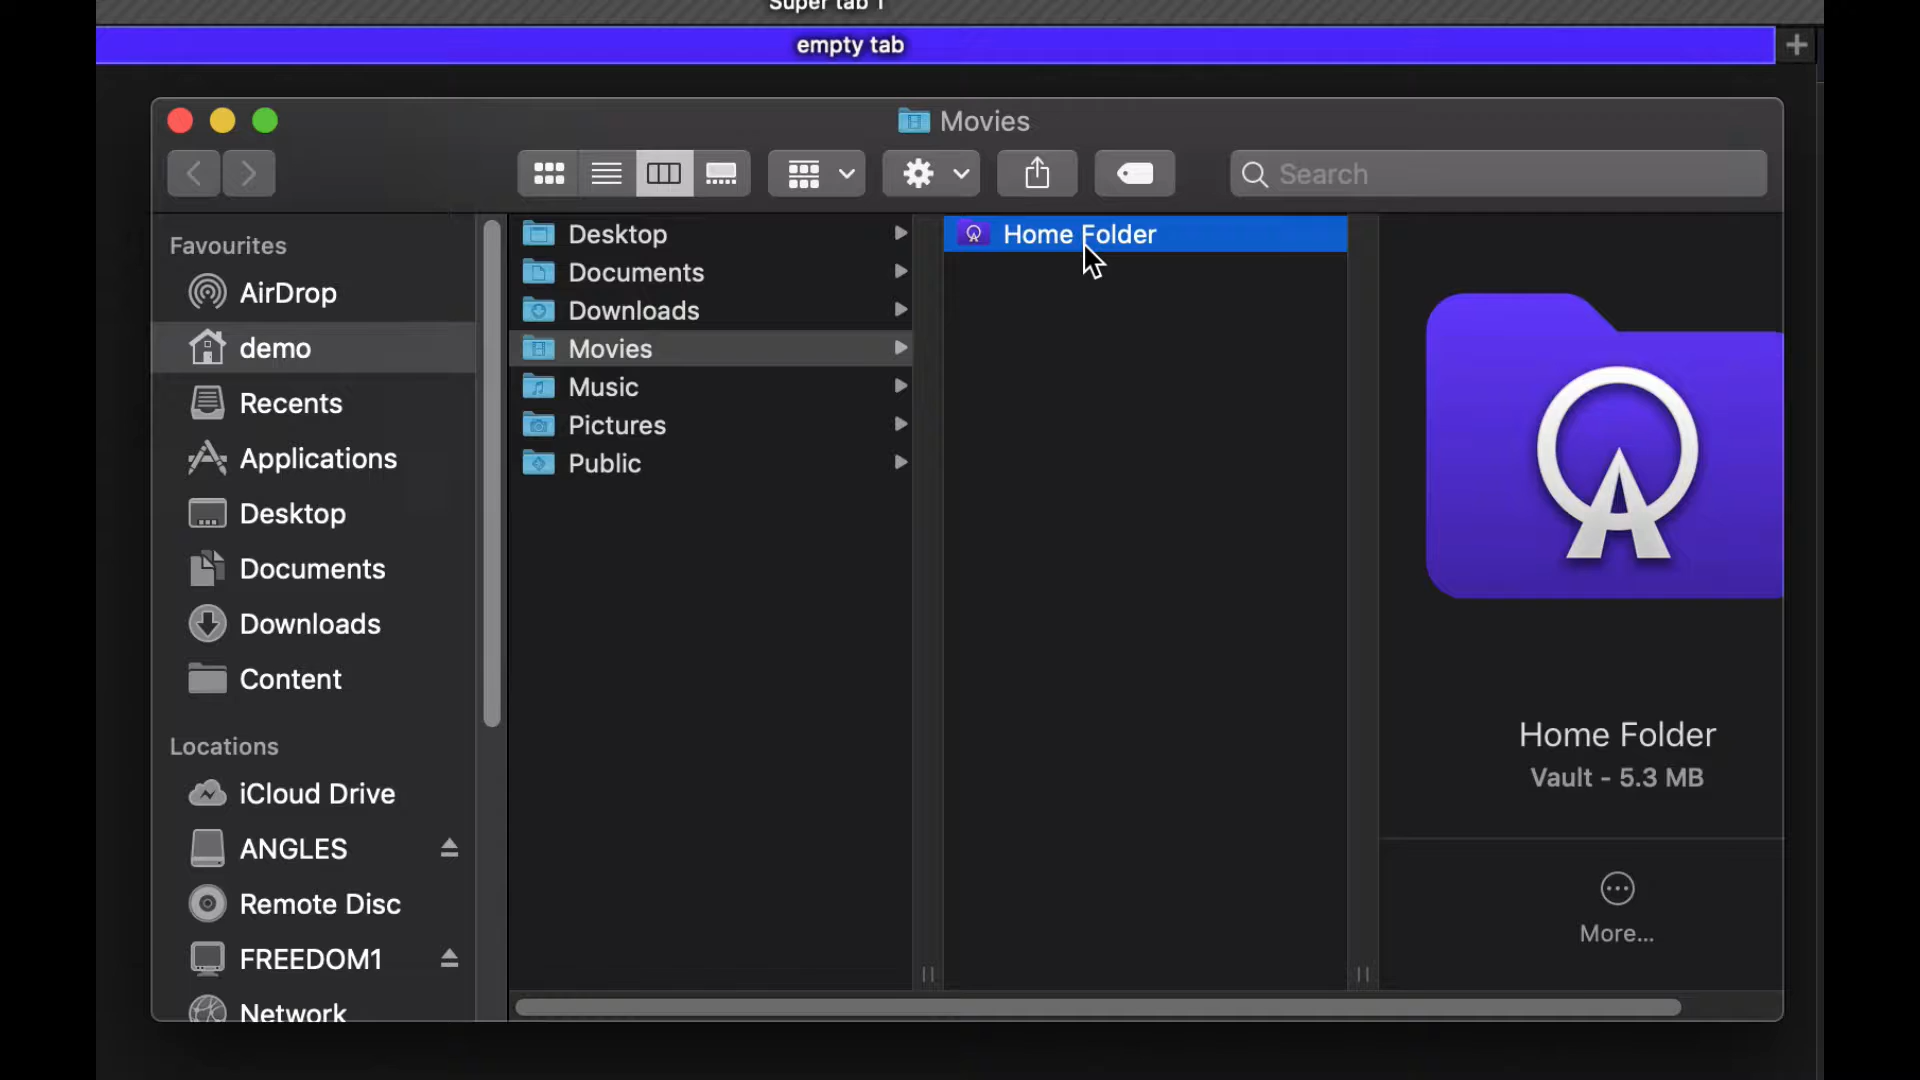 Super tab 1
empty tab
Movies
Search
Favourites
AirDrop
demo
Recents
Applications
Desktop
Documents
Downloads
Content
Locations
iCloud Drive
ANGLES
Remote Disc
FREEDOM1
Network
Desktop
Documents
Downloads
Movies
Music
Pictures
Public
Home Folder
Home Folder
Vault - 5.3 MB
More...